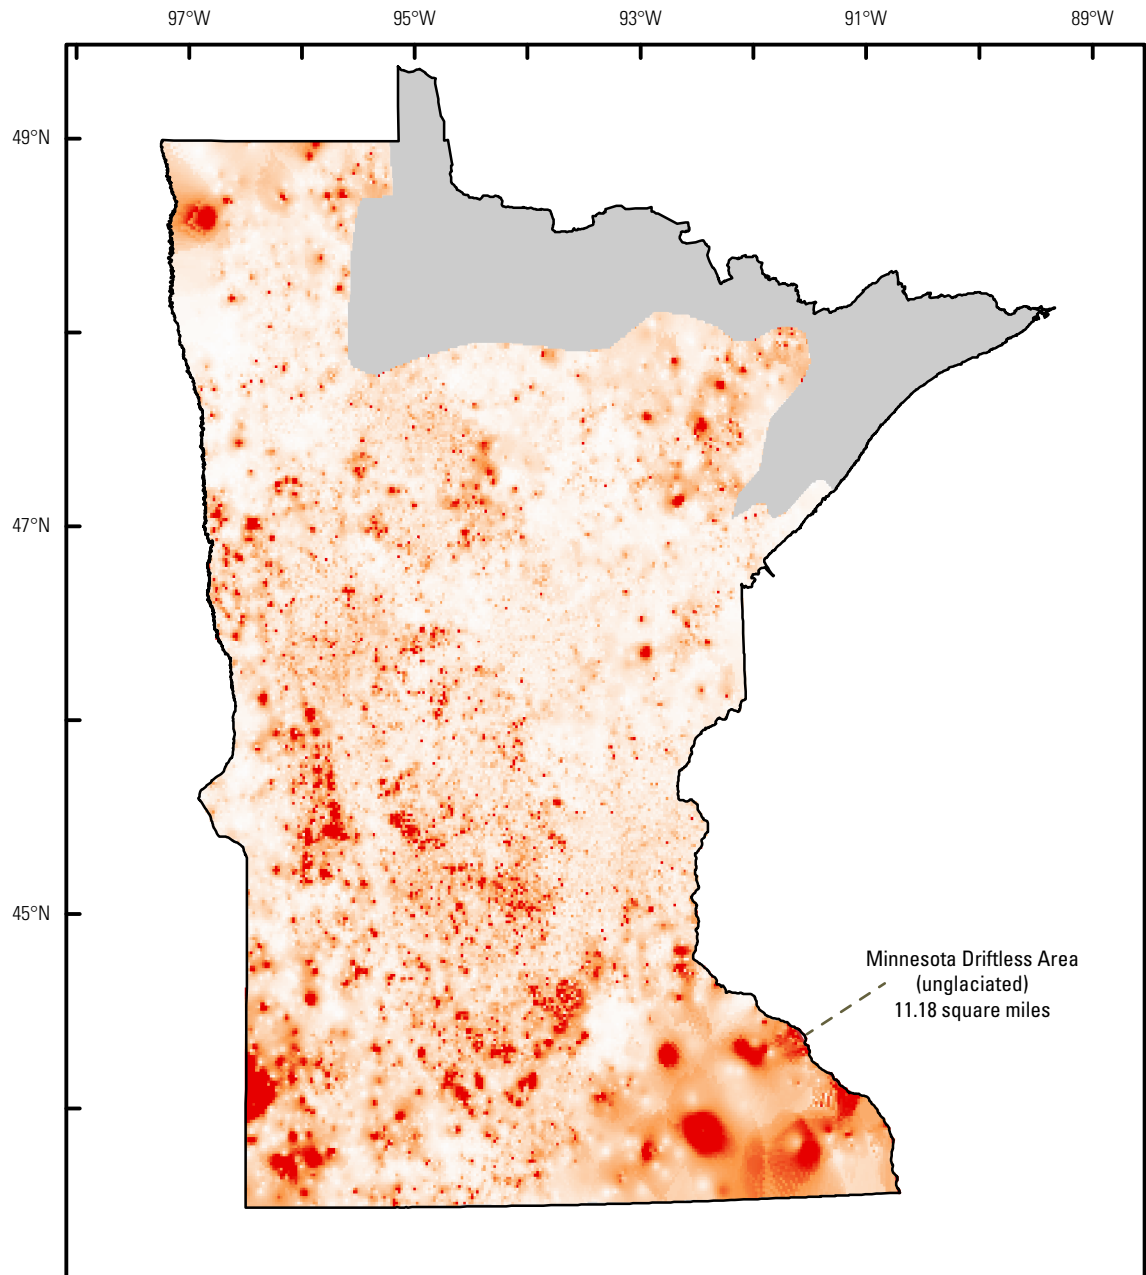 97°W 95°W 93°W 91°W 89°W
49°N
47°N
45°N
Minnesota Driftless Area
(unglaciated)
11.18 square miles